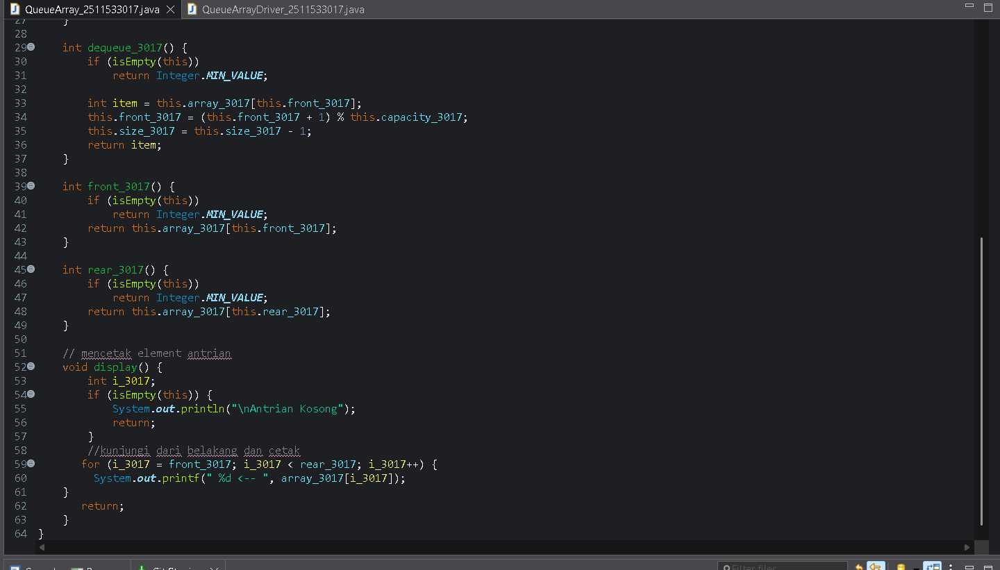 QueueArray_2511533017.java QueueArrayDriver_2511533017.java
27 }
28
29 int dequeue_3017() {
30 if (isEmpty(this))
31 return Integer.MIN_VALUE;
32
33 int item = this.array_3017[this.front_3017];
34 this.front_3017 = (this.front_3017 + 1) % this.capacity_3017;
35 this.size_3017 = this.size_3017 - 1;
36 return item;
37 }
38
39 int front_3017() {
40 if (isEmpty(this))
41 return Integer.MIN_VALUE;
42 return this.array_3017[this.front_3017];
43 }
44
45 int rear_3017() {
46 if (isEmpty(this))
47 return Integer.MIN_VALUE;
48 return this.array_3017[this.rear_3017];
49 }
50
51 // mencetak element antrian
52 void display() {
53 int i_3017;
54 if (isEmpty(this)) {
55 System.out.println("\nAntrian Kosong");
56 return;
57 }
58 //kunjungi dari belakang dan cetak
59 for (i_3017 = front_3017; i_3017 < rear_3017; i_3017++) {
60 System.out.printf(" %d <-- ", array_3017[i_3017]);
61 }
62 return;
63 }
64 }
Filter files